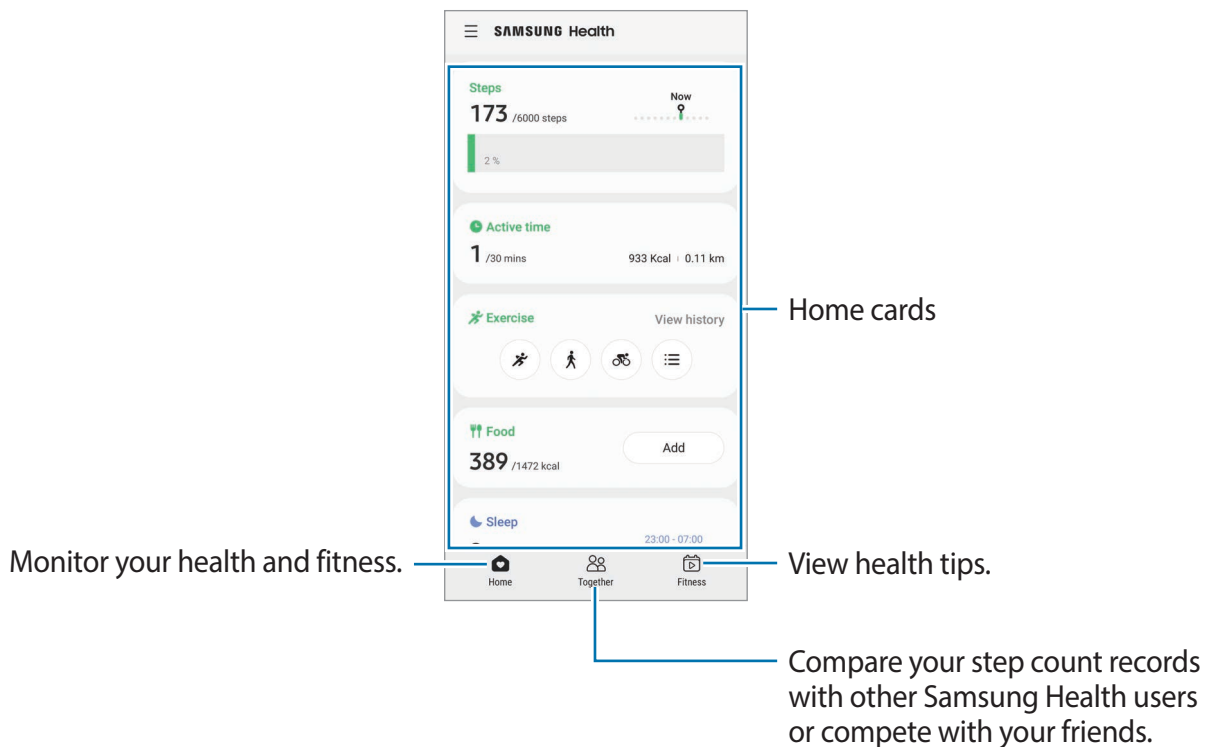 SAMSUNG Health
Steps
173 /6000 steps
Now
2 %
Active time
1 /30 mins
933 Kcal | 0.11 km
Exercise
View history
Home cards
Food
389 /1472 kcal
Add
Sleep
23:00 - 07:00
Monitor your health and fitness.
Home
Together
Fitness
View health tips.
Compare your step count records
with other Samsung Health users
or compete with your friends.